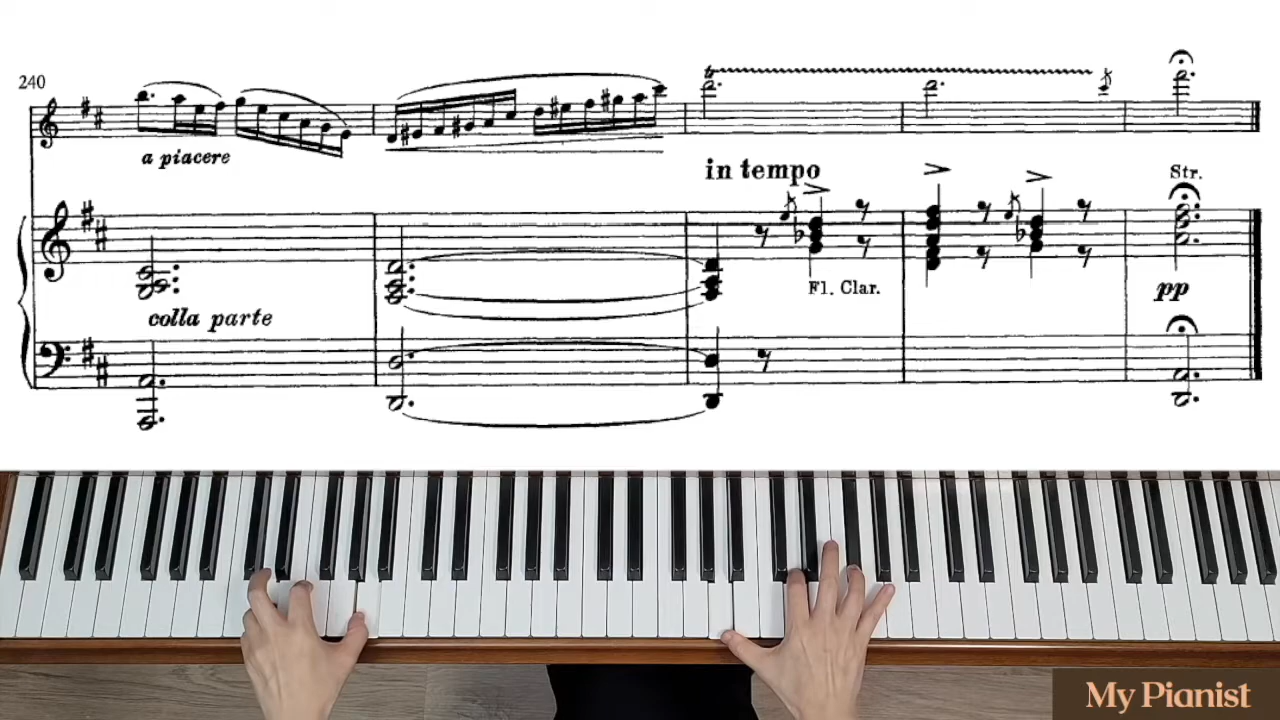 240
a piacere
in tempo
Str.
Fl. Clar.
pp
colla parte
My Pianist